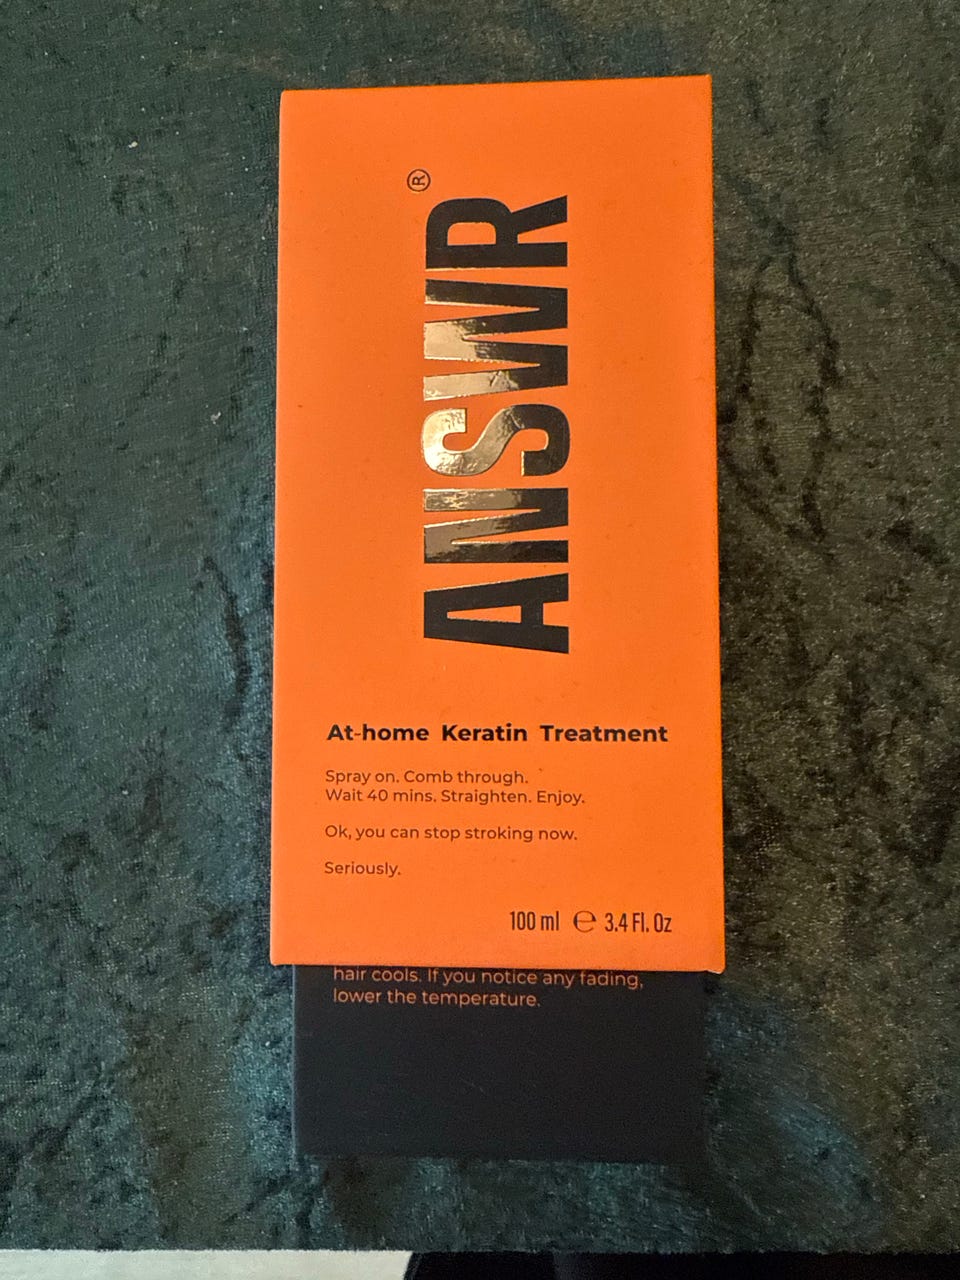 ANSWR®
At-home Keratin Treatment
Spray on. Comb through.
Wait 40 mins. Straighten. Enjoy.
Ok, you can stop stroking now.
Seriously.
100 ml ℮ 3.4 Fl. Oz
hair cools. If you notice any fading,
lower the temperature.